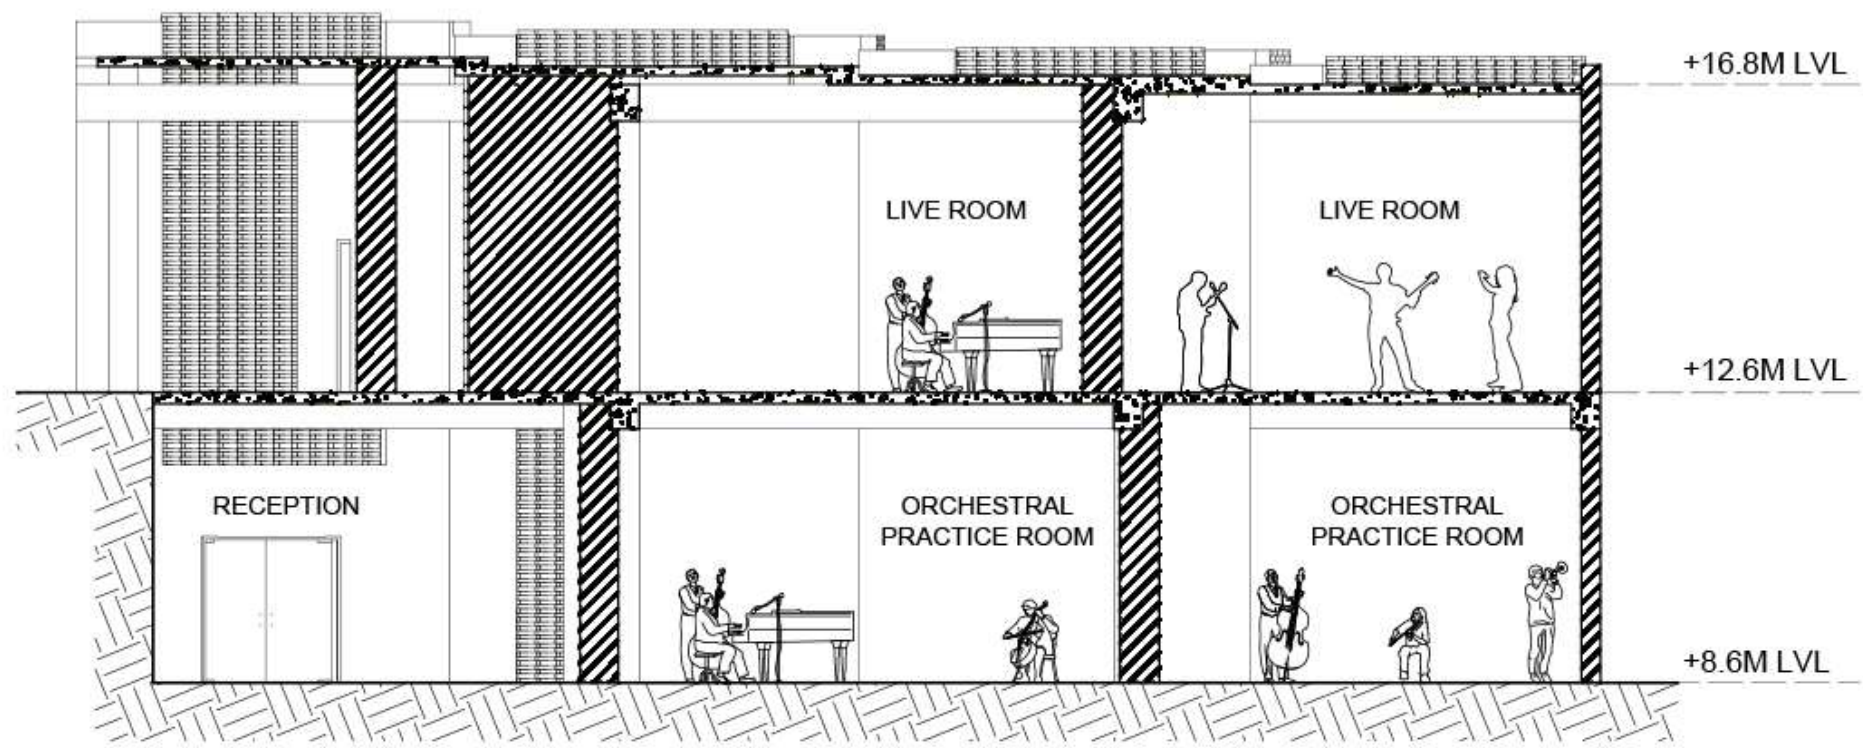 +16.8M LVL
LIVE ROOM
LIVE ROOM
+12.6M LVL
RECEPTION
ORCHESTRAL
PRACTICE ROOM
ORCHESTRAL
PRACTICE ROOM
+8.6M LVL